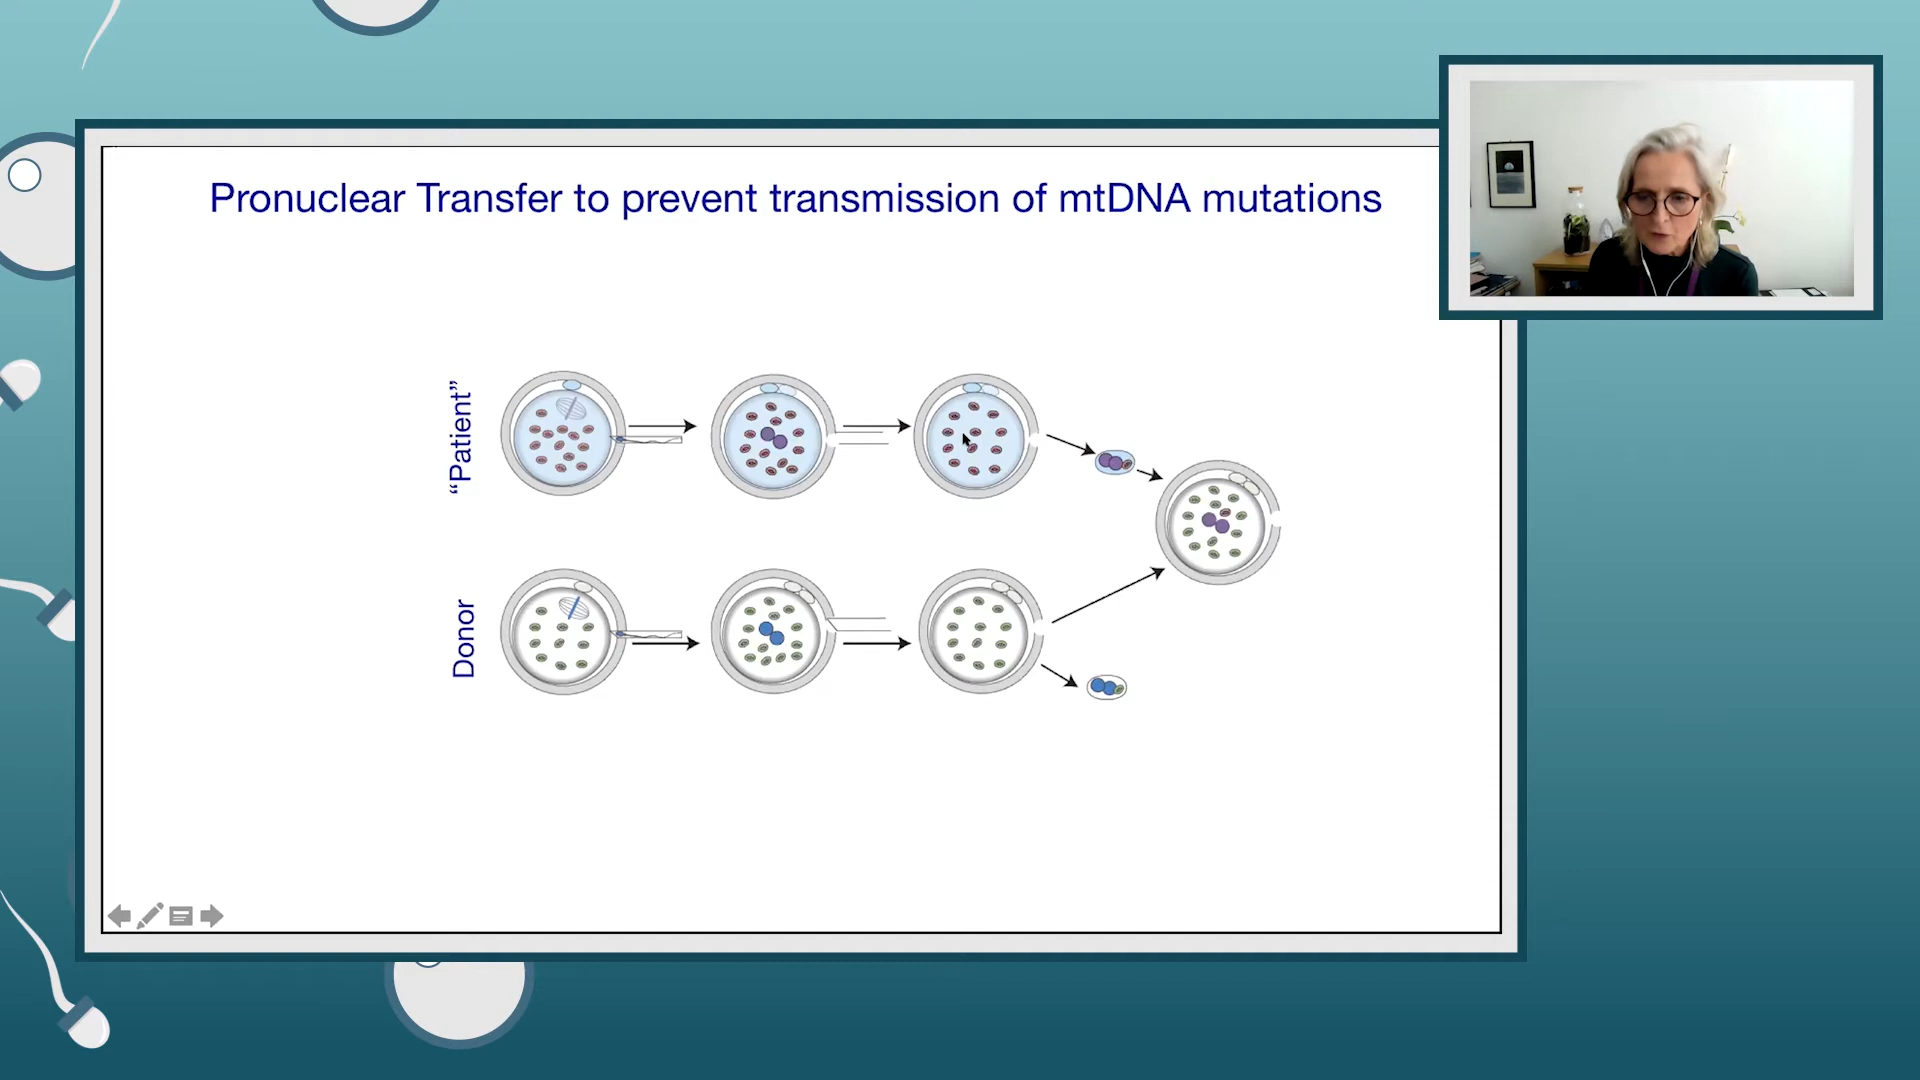 Pronuclear Transfer to prevent transmission of mtDNA mutations
“Patient”
Donor